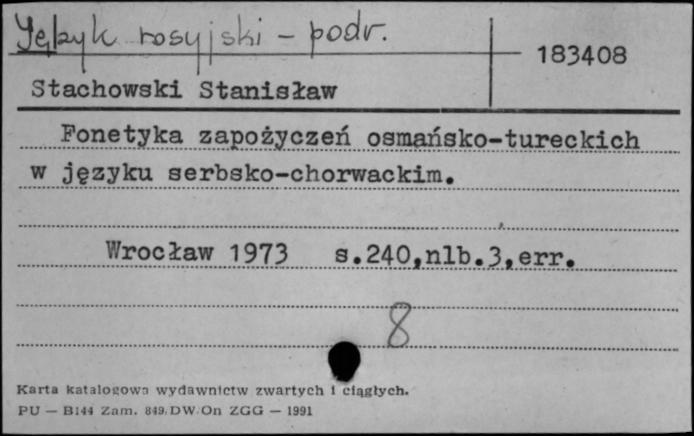 Język rosyjski – podr.
183408
Stachowski Stanisław
Fonetyka zapożyczeń osmańsko-tureckich
w języku serbsko-chorwackim.
Wrocław 1973 s.240,nlb.3,err.
8
Karta katalogowa wydawnictw zwartych i ciągłych.
PU — B144 Zam. 849/DW/On ZGG — 1991